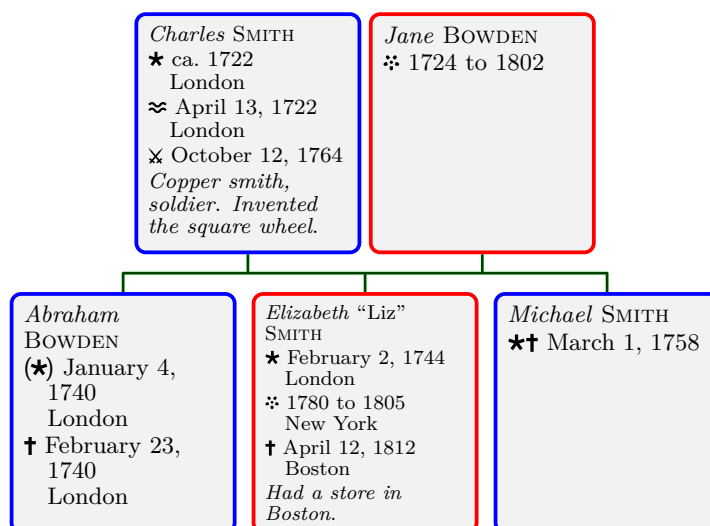 Charles SMITH
★ ca. 1722
London
≈ April 13, 1722
London
⚔ October 12, 1764
Copper smith,
soldier. Invented
the square wheel.
Jane BOWDEN
჻ 1724 to 1802
Abraham
BOWDEN
(★) January 4,
1740
London
† February 23,
1740
London
Elizabeth “Liz”
SMITH
★ February 2, 1744
London
჻ 1780 to 1805
New York
† April 12, 1812
Boston
Had a store in
Boston.
Michael SMITH
★† March 1, 1758